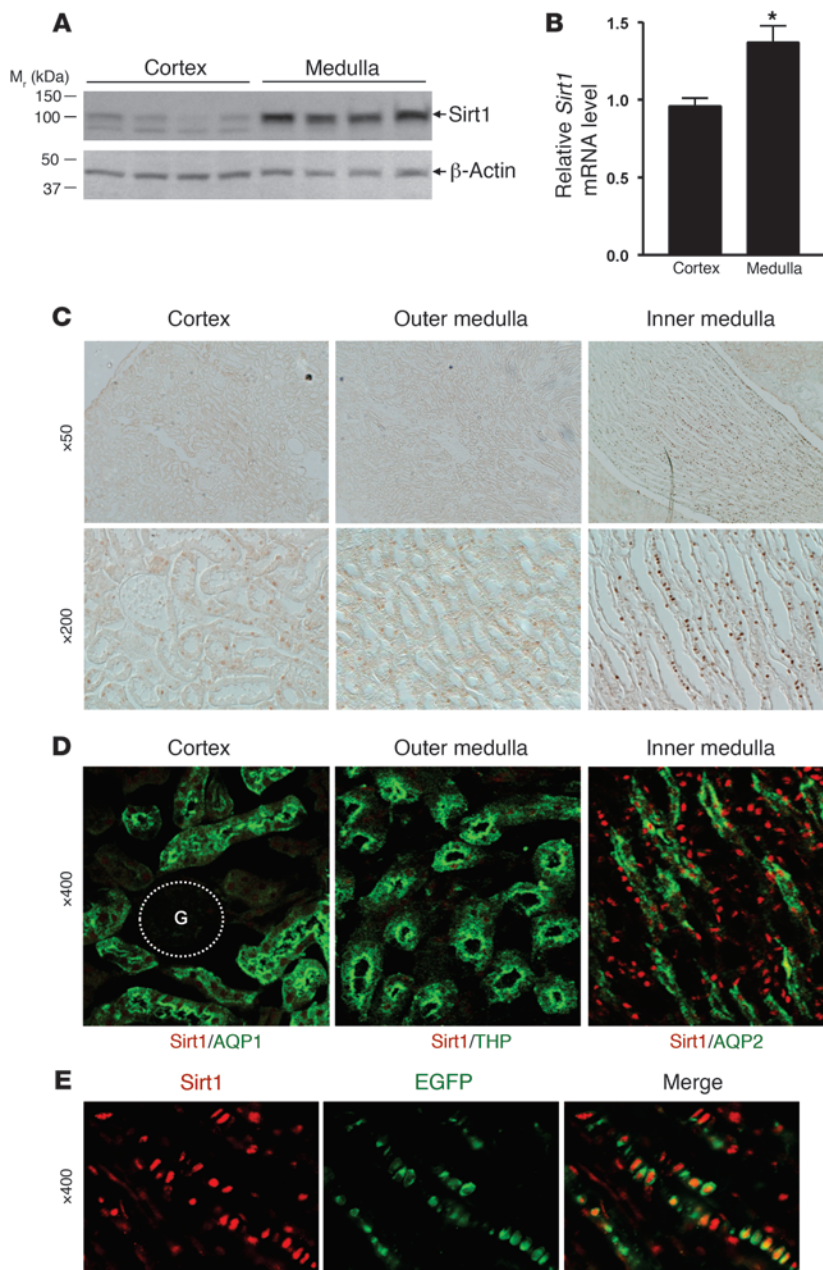 A
Cortex Medulla
Mr (kDa)
150
100
Sirt1
50
37
β-Actin
B
Relative Sirt1
mRNA level
1.5
1.0
0.5
0.0
*
Cortex Medulla
C
Cortex Outer medulla Inner medulla
×50
×200
D
Cortex Outer medulla Inner medulla
×400
G
Sirt1/AQP1 Sirt1/THP Sirt1/AQP2
E
Sirt1 EGFP Merge
×400